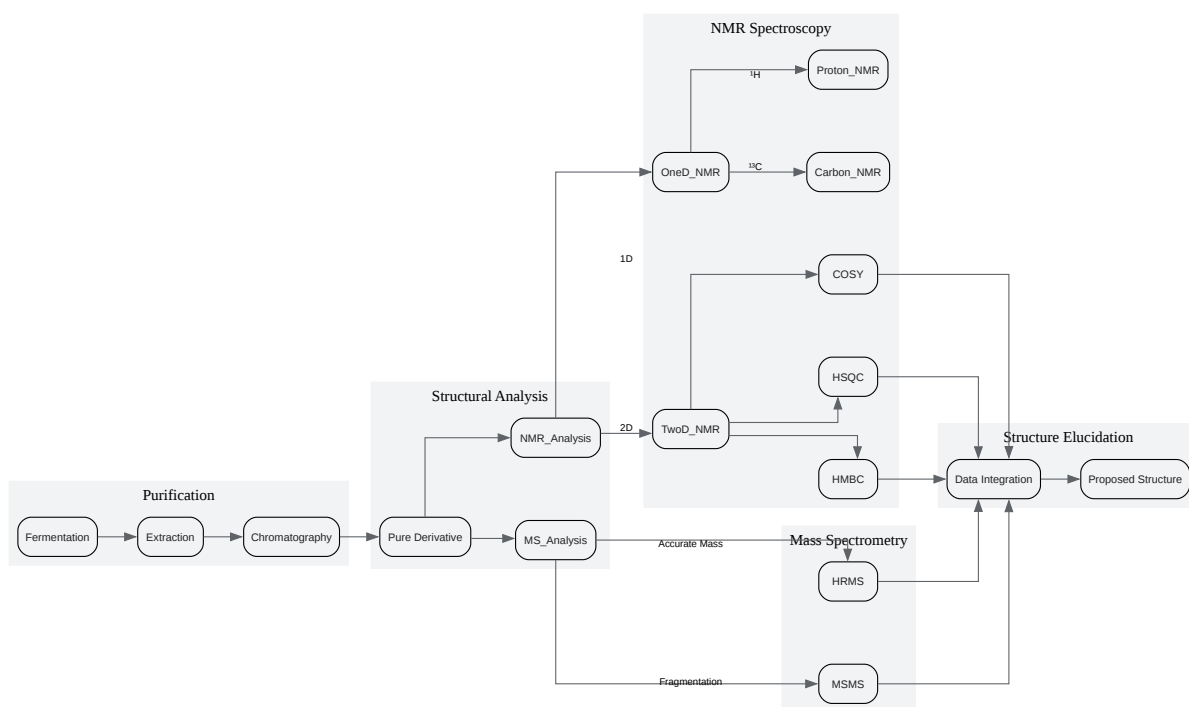 NMR Spectroscopy
Proton_NMR
¹H
OneD_NMR
¹³C
Carbon_NMR
1D
COSY
HSQC
Structural Analysis
NMR_Analysis
2D
TwoD_NMR
HMBC
Structure Elucidation
Data Integration
Proposed Structure
Purification
Fermentation
Extraction
Chromatography
Pure Derivative
MS_Analysis
Accurate Mass
Mass Spectrometry
HRMS
Fragmentation
MSMS